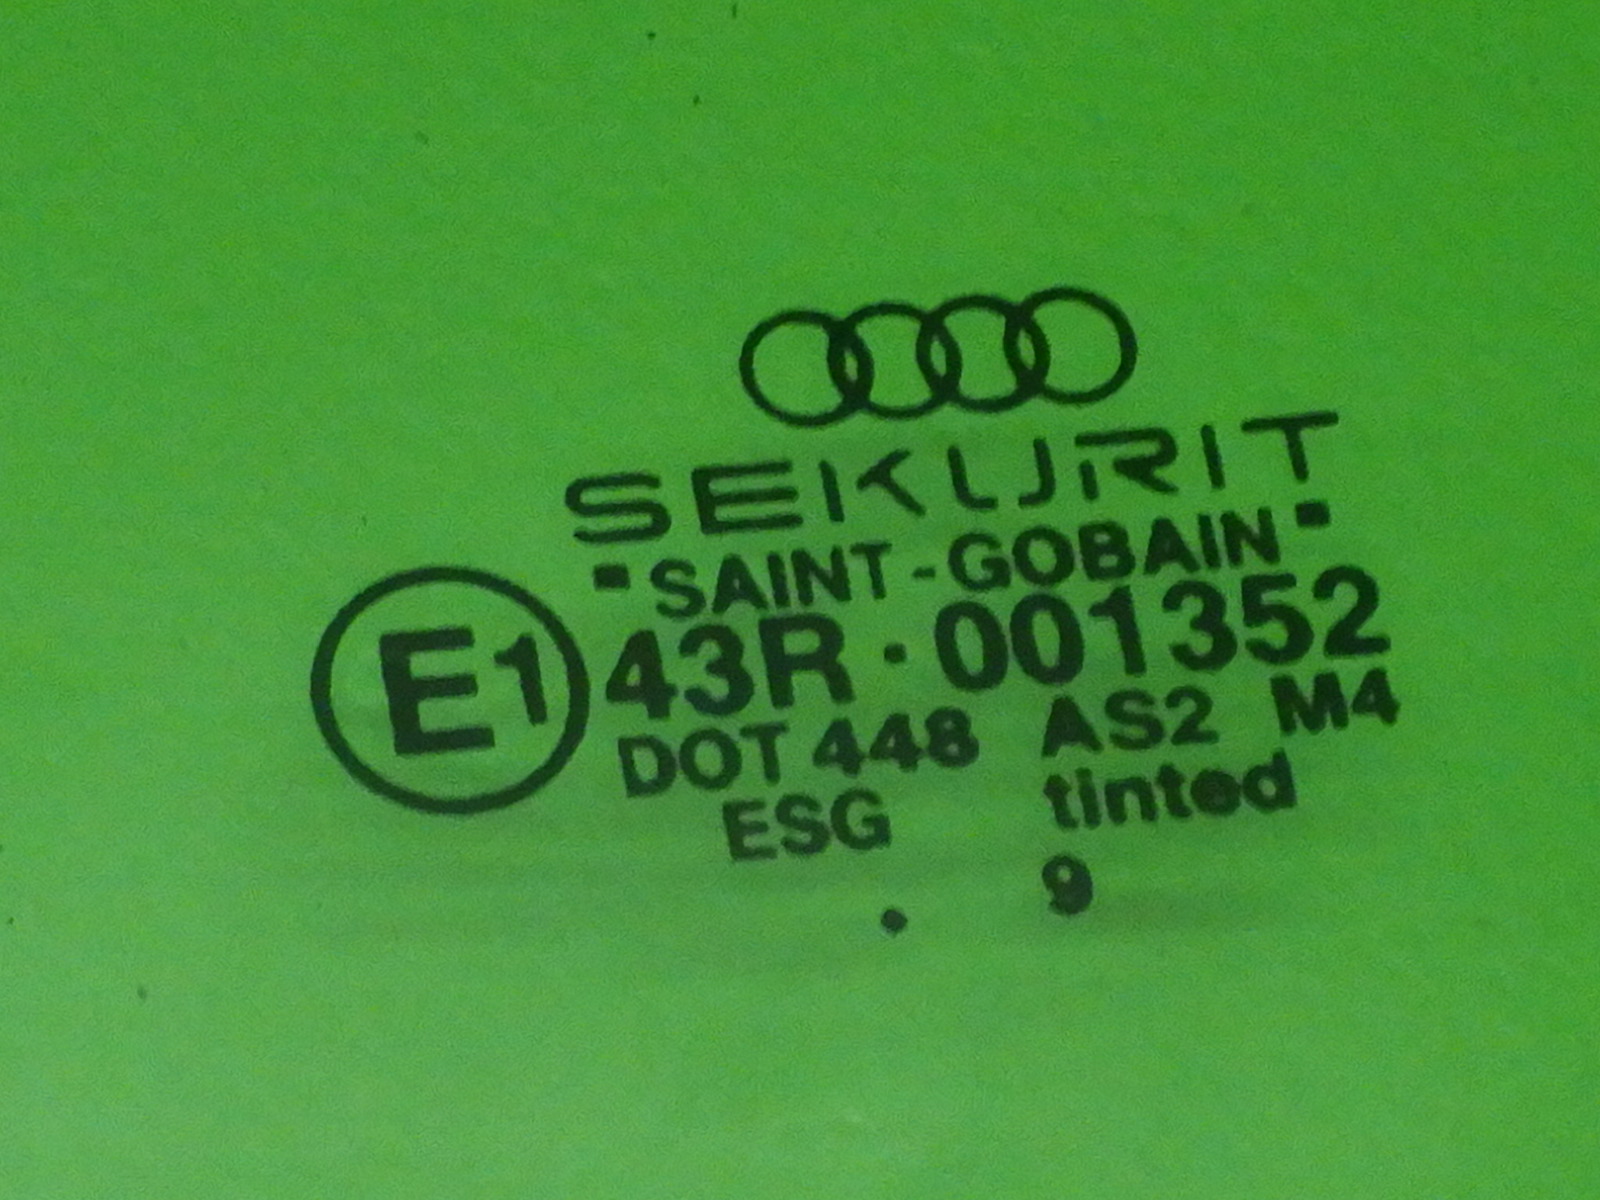 SEKURIT
SAINT-GOBAIN
E1 43R·001352
DOT 448 AS2 M4
ESG tinted
. 9